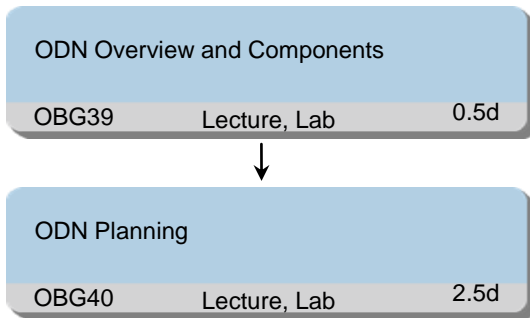 ODN Overview and Components
OBG39 Lecture, Lab 0.5d
ODN Planning
OBG40 Lecture, Lab 2.5d